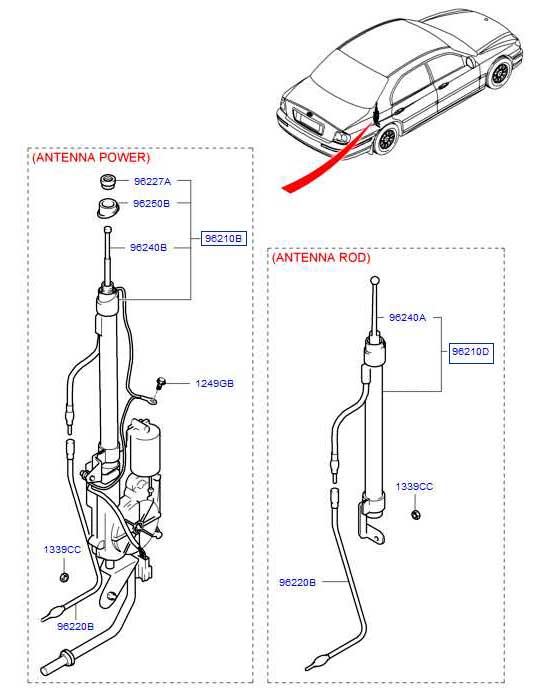 (ANTENNA POWER)
96227A
96250B
96210B
96240B
1249GB
1339CC
96220B
(ANTENNA ROD)
96240A
96210D
1339CC
96220B